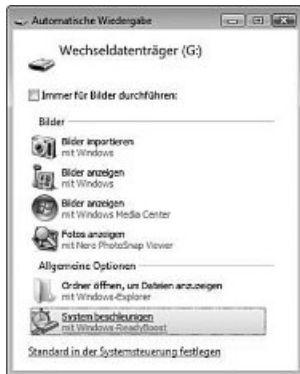 Automatische Wiedergabe
Wechseldatenträger (G:)
Immer für Bilder durchführen:
Bilder
Bilder importieren
mit Windows
Bilder anzeigen
mit Windows
Bilder anzeigen
mit Windows Media Center
Fotos anzeigen
mit Nero PhotoSnap Viewer
Allgemeine Optionen
Ordner öffnen, um Dateien anzuzeigen
mit Windows-Explorer
System beschleunigen
mit Windows-ReadyBoost
Standard in der Systemsteuerung festlegen